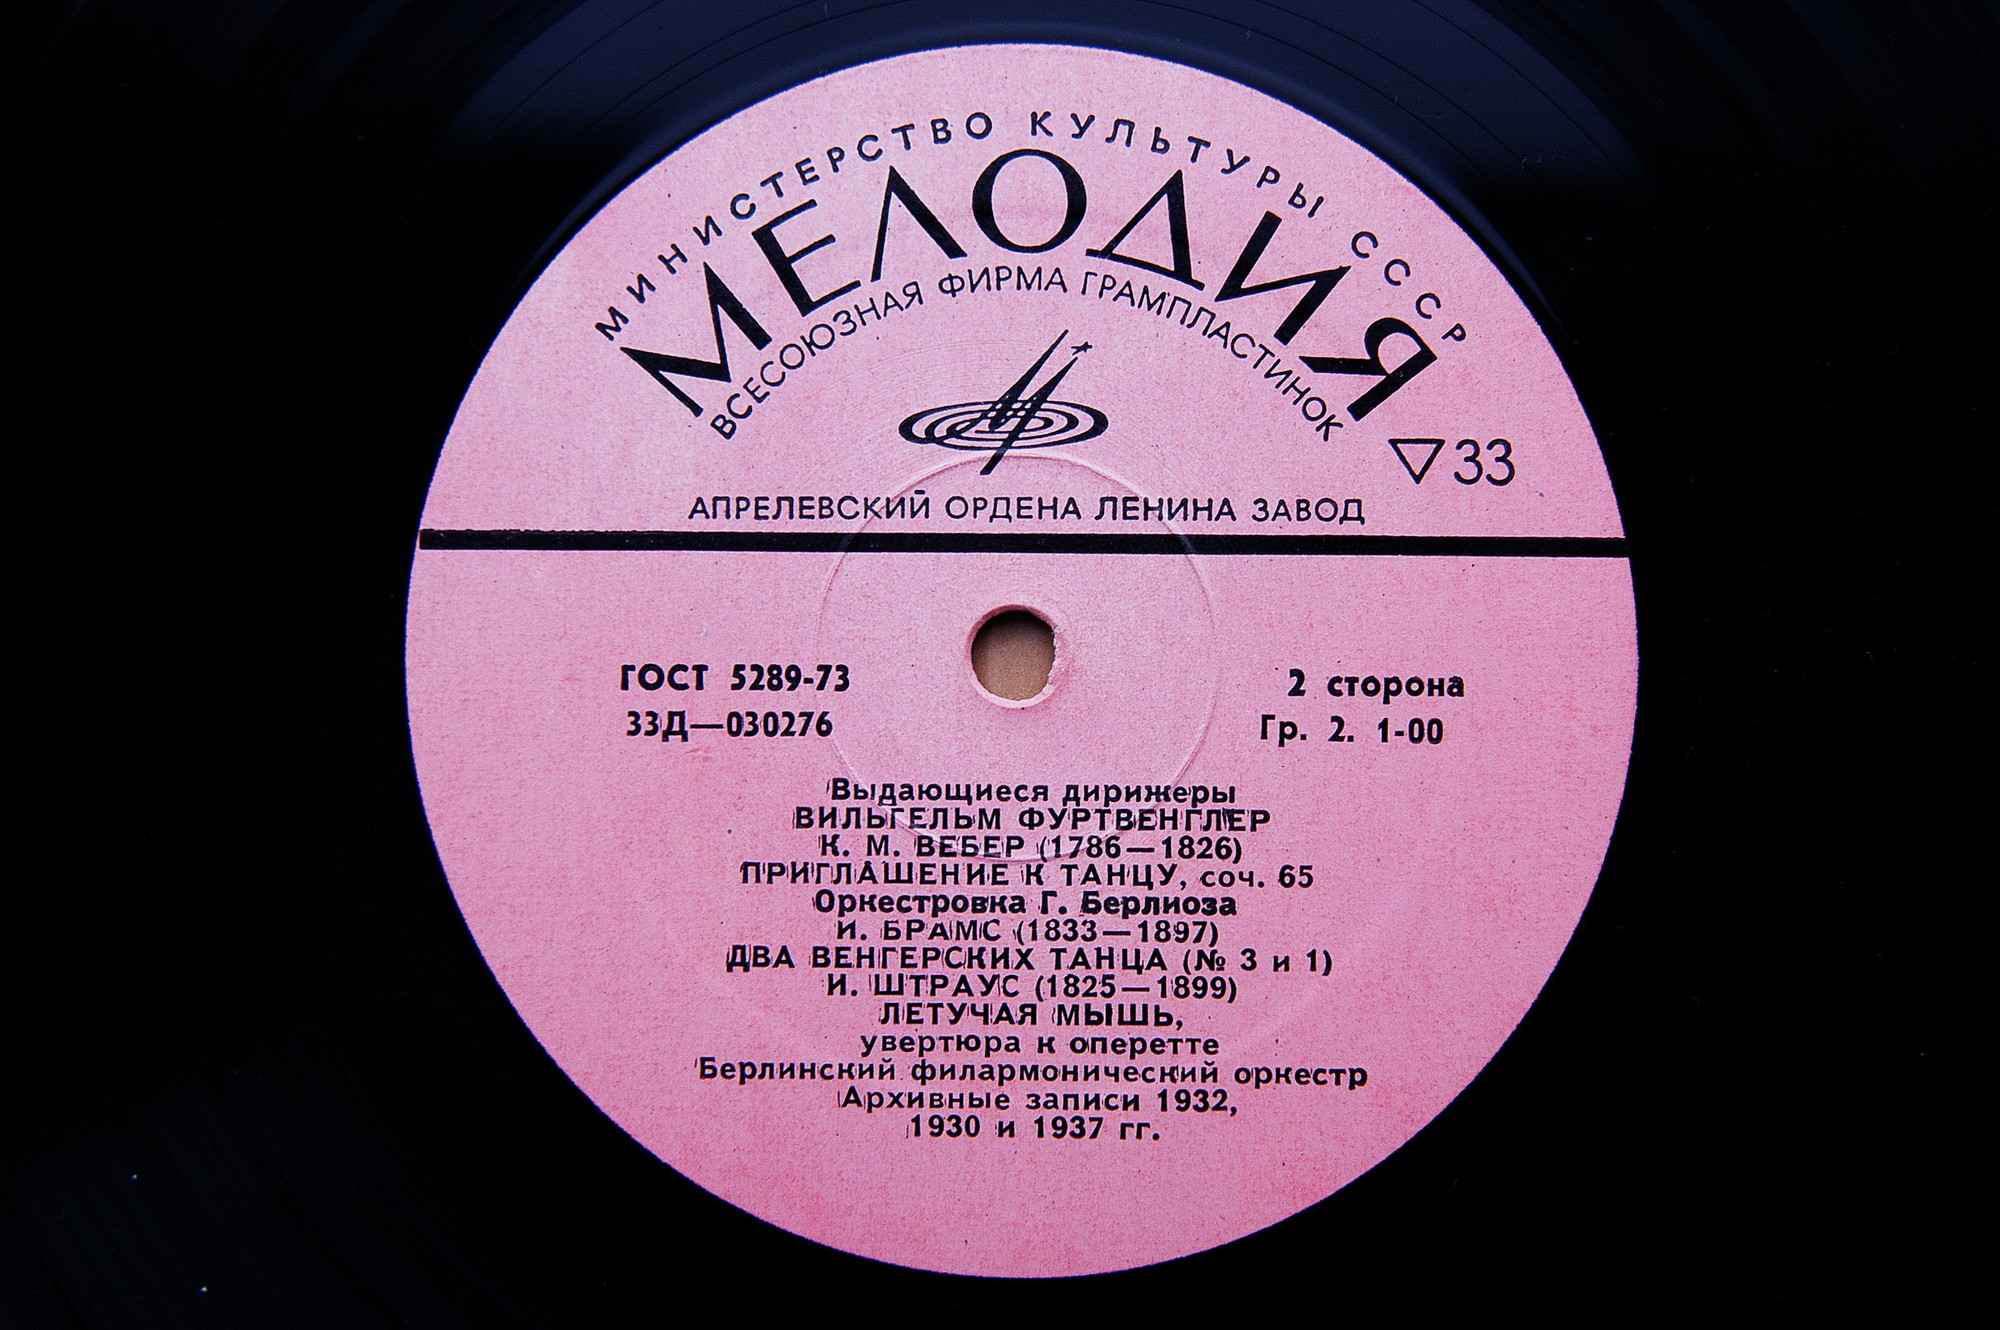 МИНИСТЕРСТВО КУЛЬТУРЫ СССР
МЕЛОДИЯ
ВСЕСОЮЗНАЯ ФИРМА ГРАМПЛАСТИНОК
33
АПРЕЛЕВСКИЙ ОРДЕНА ЛЕНИНА ЗАВОД
ГОСТ 5289-73
2 сторона
33Д—030276
Гр. 2. 1-00
Выдающиеся дирижеры
ВИЛЬГЕЛЬМ ФУРТВЕНГЛЕР
К. М. ВЕБЕР (1786—1826)
ПРИГЛАШЕНИЕ К ТАНЦУ, соч. 65
Оркестровка Г. Берлиоза
И. БРАМС (1833—1897)
ДВА ВЕНГЕРСКИХ ТАНЦА (№ 3 и 1)
И. ШТРАУС (1825—1899)
ЛЕТУЧАЯ МЫШЬ,
увертюра к оперетте
Берлинский филармонический оркестр
Архивные записи 1932,
1930 и 1937 гг.